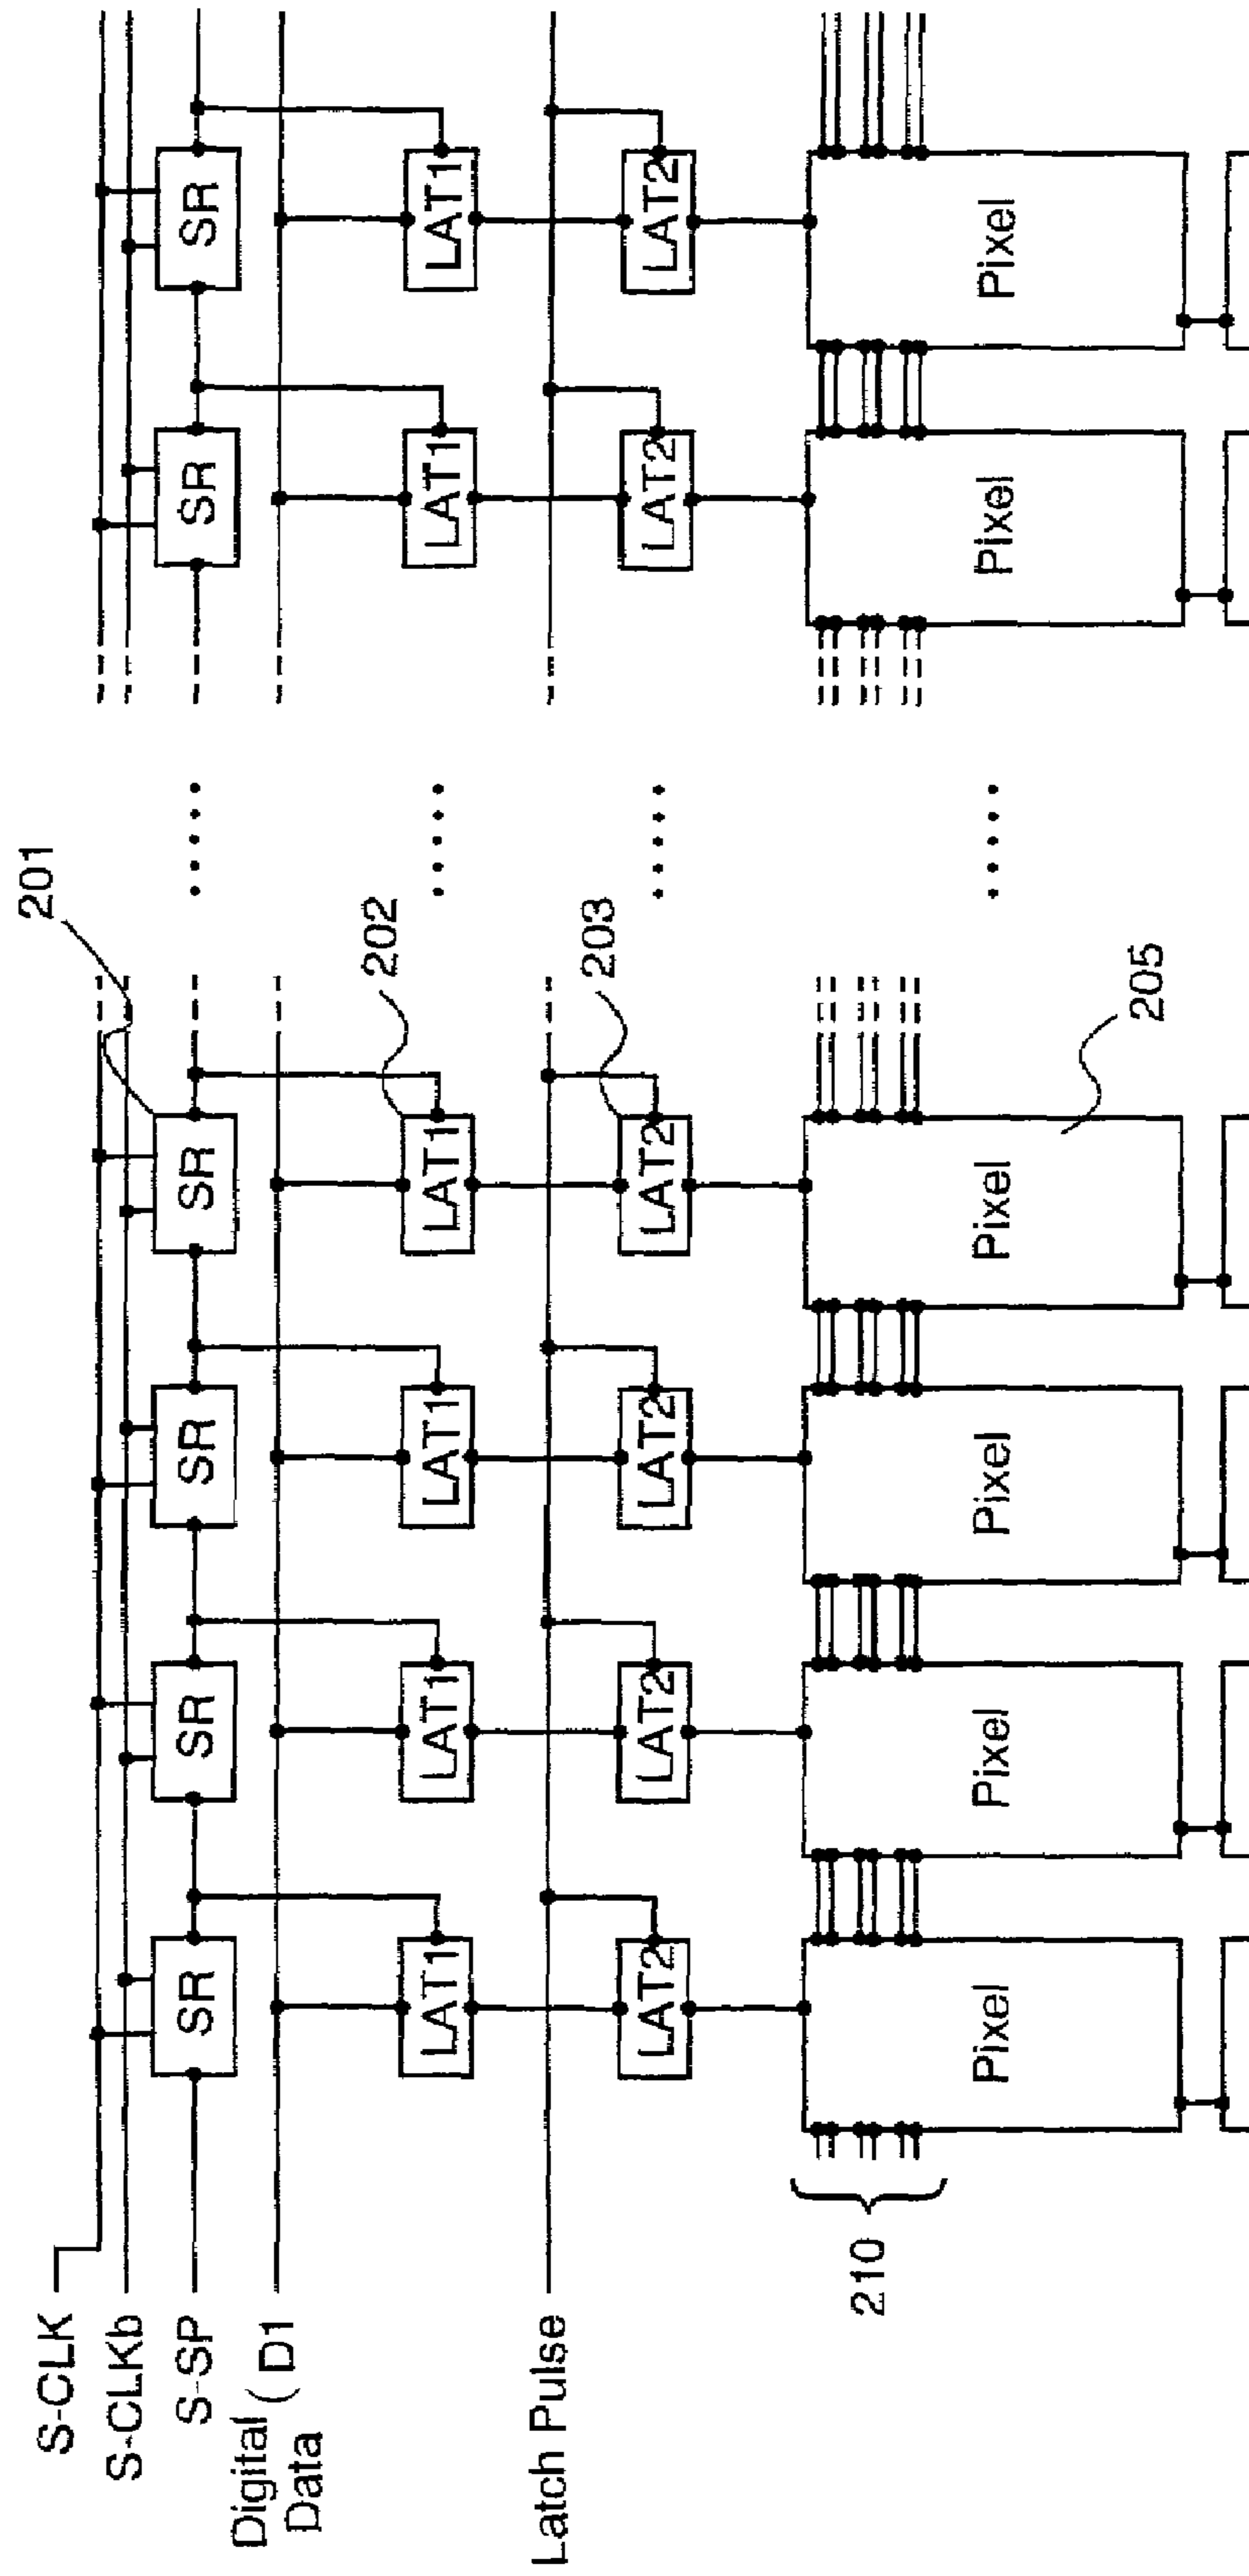 S-CLK
S-CLKb
S-SP
Digital
Data
( D1
Latch Pulse
201
202
203
205
210
SR
SR
SR
SR
SR
SR
LAT1
LAT1
LAT1
LAT1
LAT1
LAT1
LAT2
LAT2
LAT2
LAT2
LAT2
LAT2
Pixel
Pixel
Pixel
Pixel
Pixel
Pixel